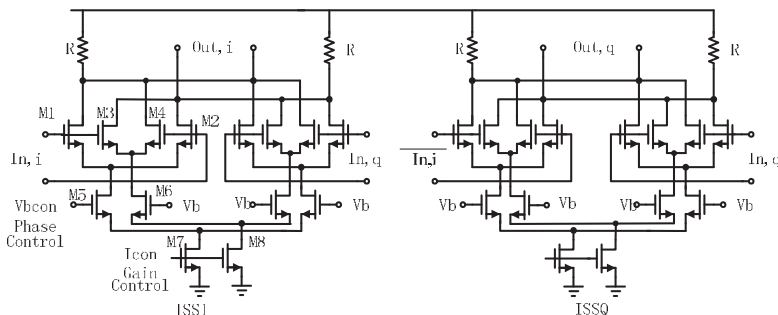 R
Out,i
R
R
Out,q
R
M1
M3
M4
M2
In,i
In,q
In,i
In,q
M5
M6
Vbcon
Phase
Control
Vb
Vb
Vb
Vb
Vb
Vb
Icon
Gain
Control
M7
M8
ISSI
ISSQ